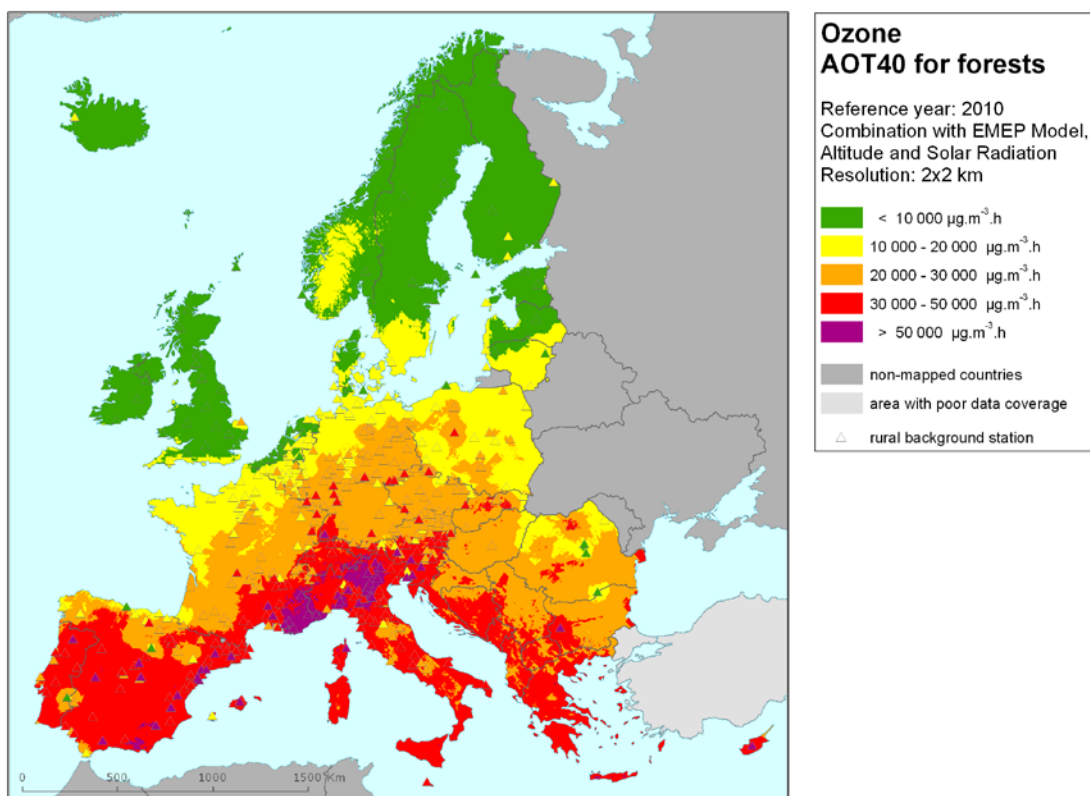 Ozone
AOT40 for forests
Reference year: 2010
Combination with EMEP Model,
Altitude and Solar Radiation
Resolution: 2x2 km
< 10 000 µg.m⁻³.h
10 000 - 20 000 µg.m⁻³.h
20 000 - 30 000 µg.m⁻³.h
30 000 - 50 000 µg.m⁻³.h
> 50 000 µg.m⁻³.h
non-mapped countries
area with poor data coverage
rural background station
0 500 1000 1500 Km